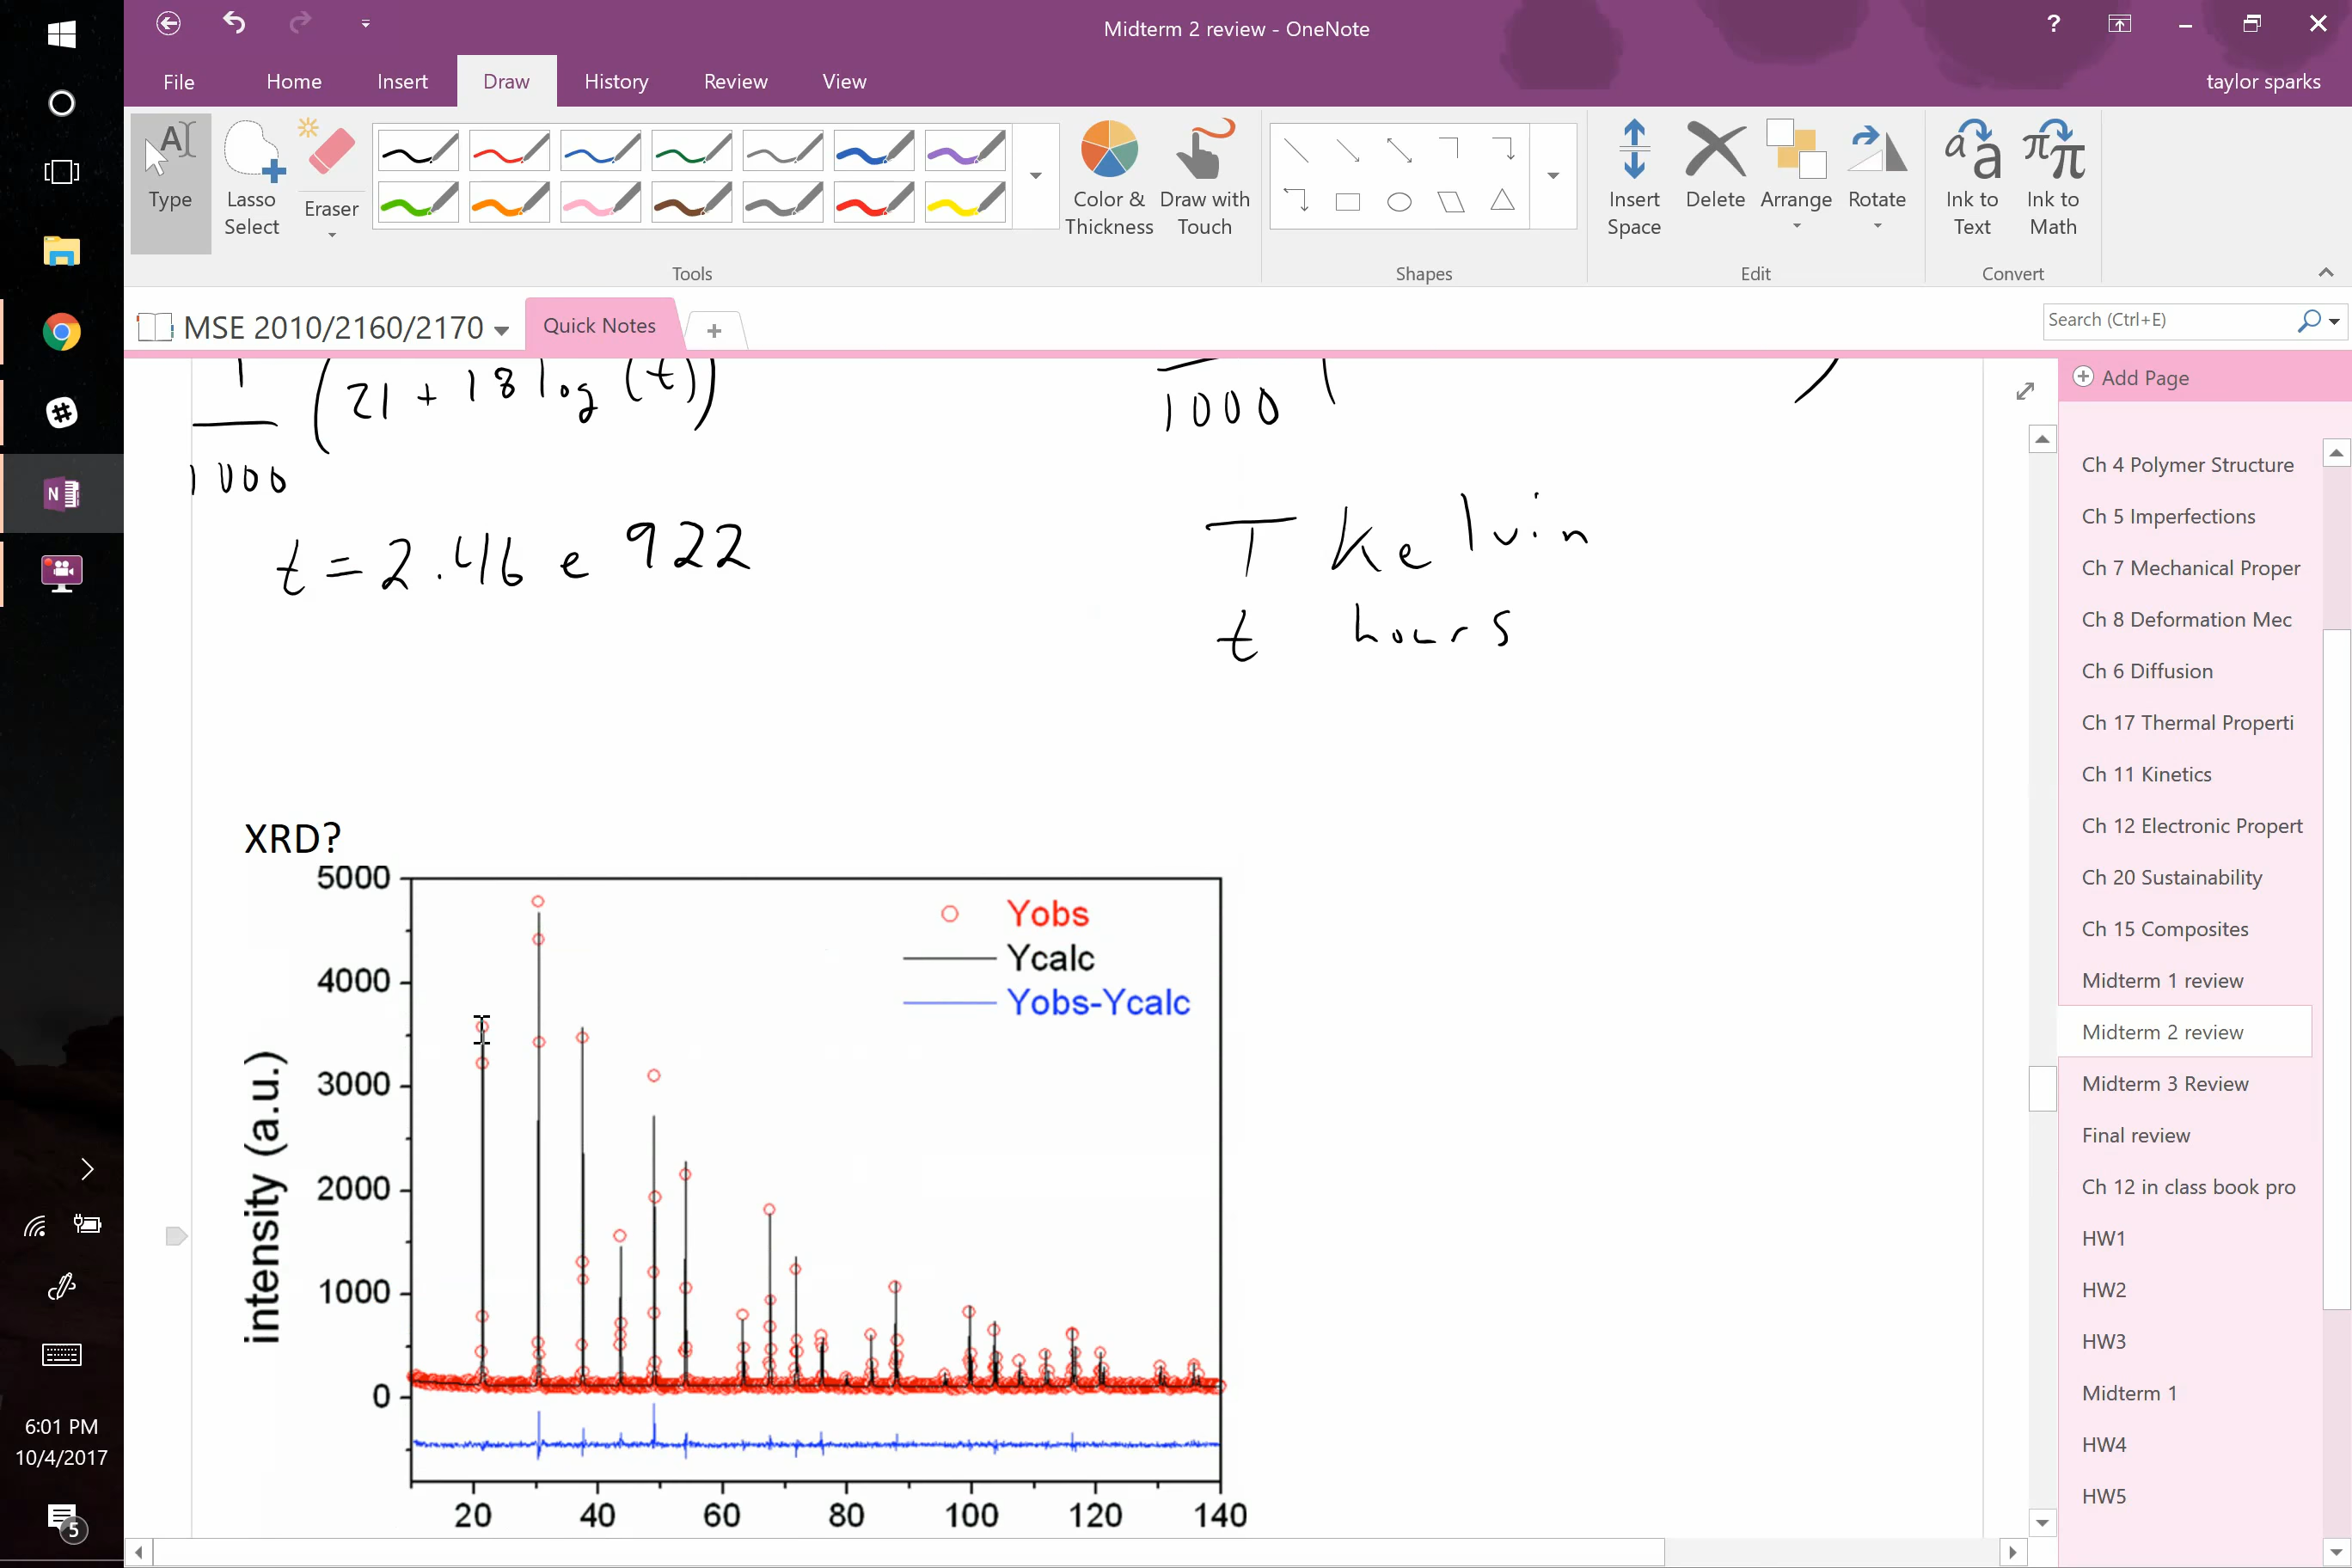 Midterm 2 review - OneNote
?
File Home Insert Draw History Review View
taylor sparks
Type
Lasso Select
Eraser
Color & Thickness
Draw with Touch
Insert Space
Delete
Arrange
Rotate
Ink to Text
Ink to Math
Tools
Shapes
Edit
Convert
MSE 2010/2160/2170
Quick Notes
Search (Ctrl+E)
Add Page
1/1000 (21 + 18 log (t))
1000
t = 2.46 e 922
T Kelvin
t hours
XRD?
5000
4000
3000
2000
1000
0
intensity (a.u.)
Yobs
Ycalc
Yobs-Ycalc
20 40 60 80 100 120 140
Ch 4 Polymer Structure
Ch 5 Imperfections
Ch 7 Mechanical Proper
Ch 8 Deformation Mec
Ch 6 Diffusion
Ch 17 Thermal Properti
Ch 11 Kinetics
Ch 12 Electronic Propert
Ch 20 Sustainability
Ch 15 Composites
Midterm 1 review
Midterm 2 review
Midterm 3 Review
Final review
Ch 12 in class book pro
HW1
HW2
HW3
Midterm 1
HW4
HW5
6:01 PM
10/4/2017
5